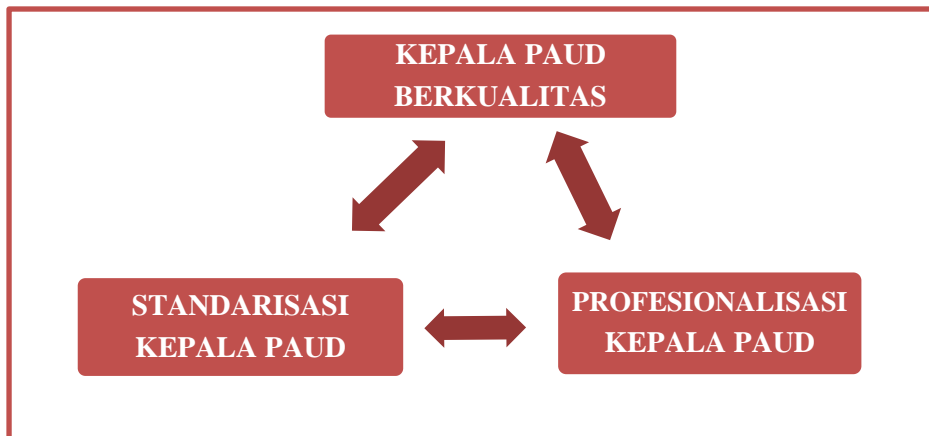 KEPALA PAUD
BERKUALITAS
STANDARISASI
KEPALA PAUD
PROFESIONALISASI
KEPALA PAUD